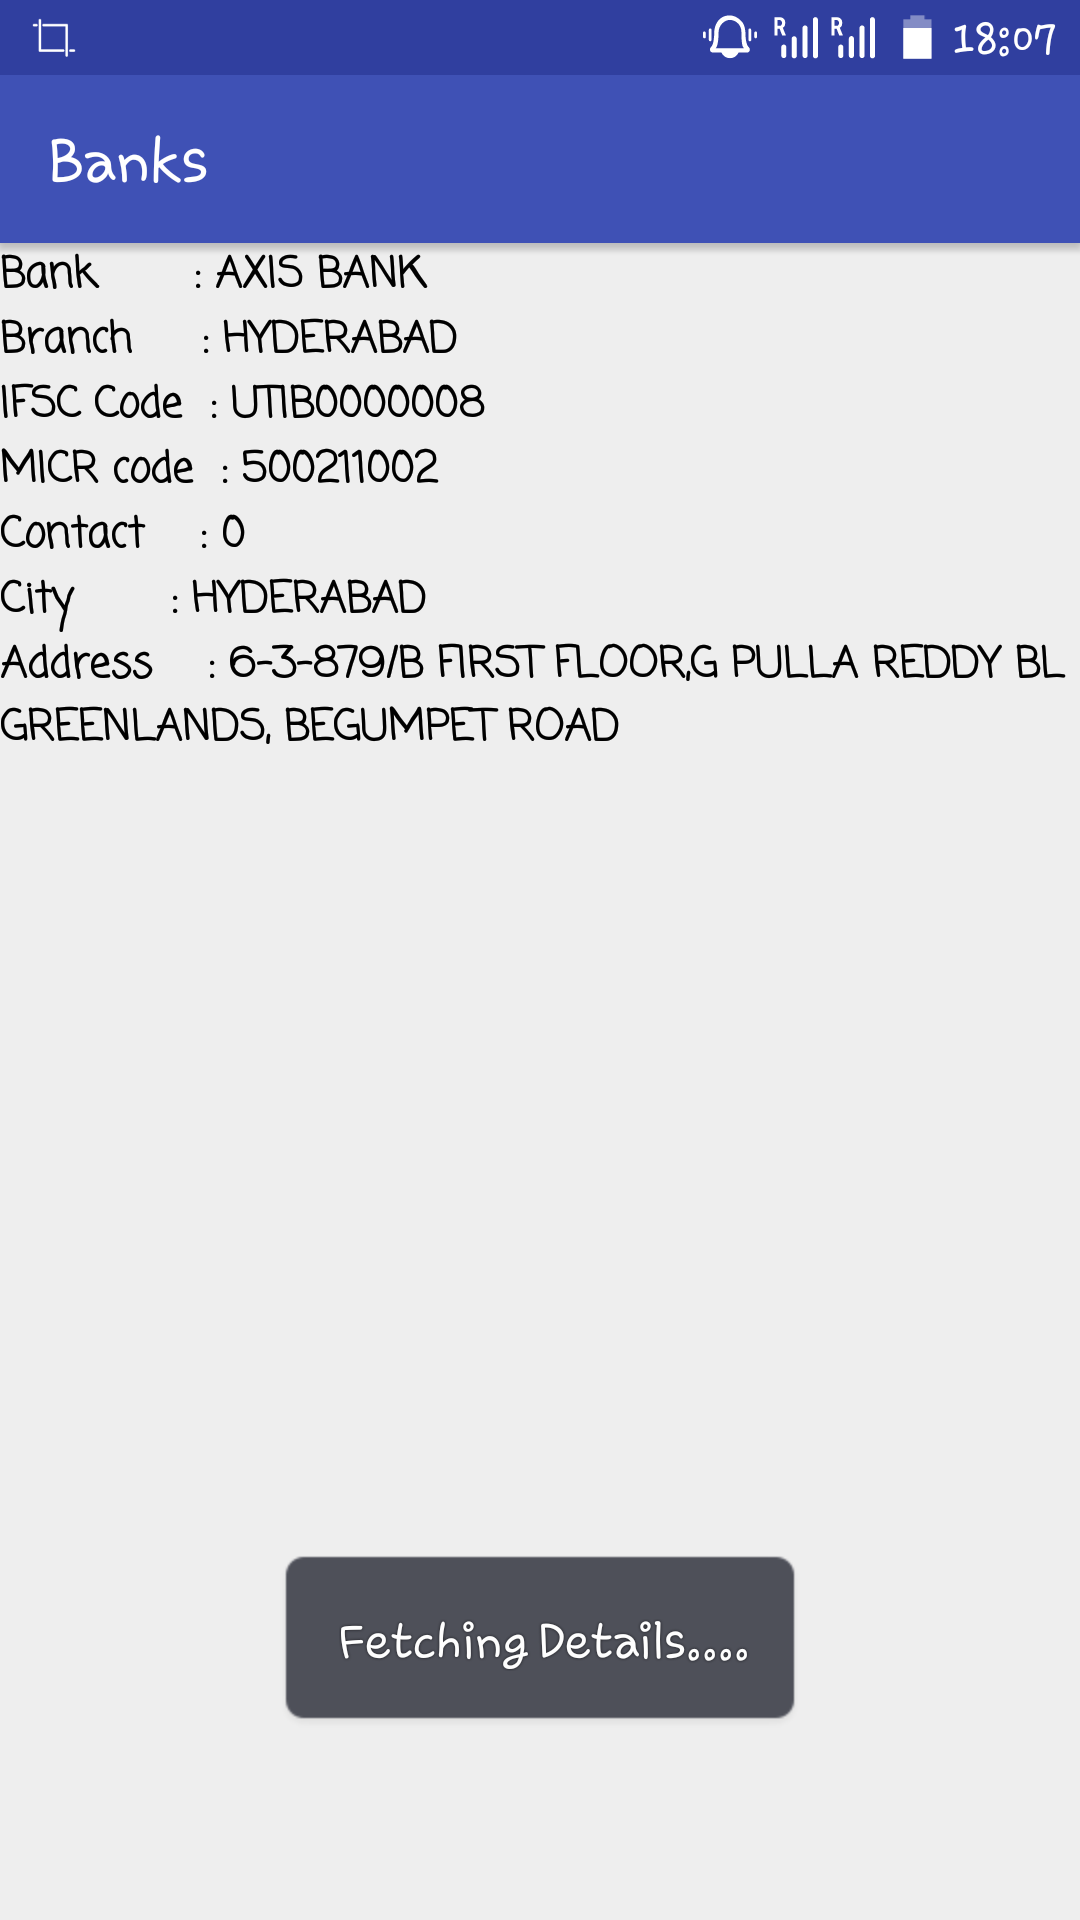 R R 18:07
Banks
Bank : AXIS BANK
Branch : HYDERABAD
IFSC Code : UTIB0000008
MICR code : 500211002
Contact : 0
City : HYDERABAD
Address : 6-3-879/B FIRST FLOOR,G PULLA REDDY BL
GREENLANDS, BEGUMPET ROAD
Fetching Details....